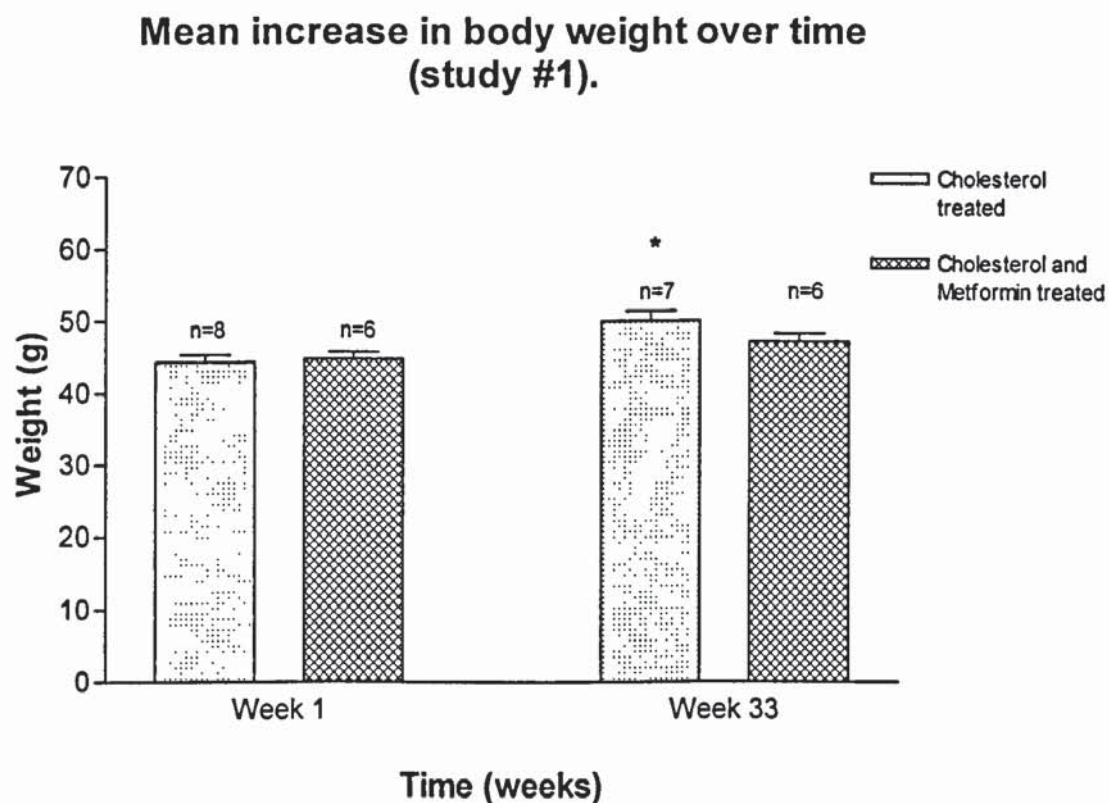 Mean increase in body weight over time
(study #1).
70
60
50
40
30
20
10
0
Weight (g)
n=8
n=6
*
n=7
n=6
Week 1
Week 33
Time (weeks)
Cholesterol
treated
Cholesterol and
Metformin treated